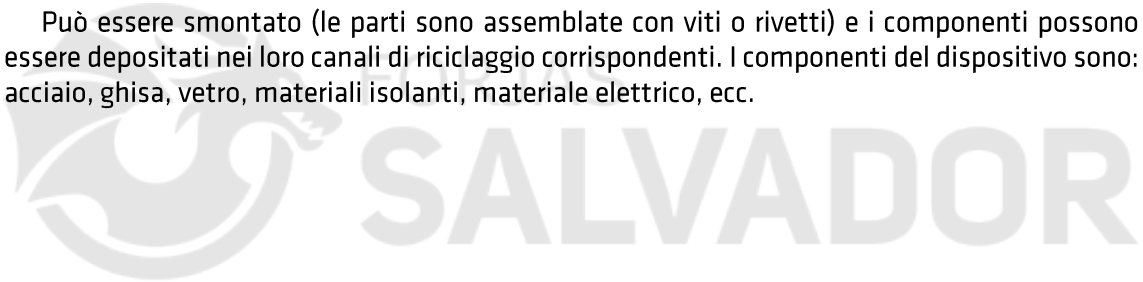 Può essere smontato (le parti sono assemblate con viti o rivetti) e i componenti possono
essere depositati nei loro canali di riciclaggio corrispondenti. I componenti del dispositivo sono:
acciaio, ghisa, vetro, materiali isolanti, materiale elettrico, ecc.
FORJAS
SALVADOR